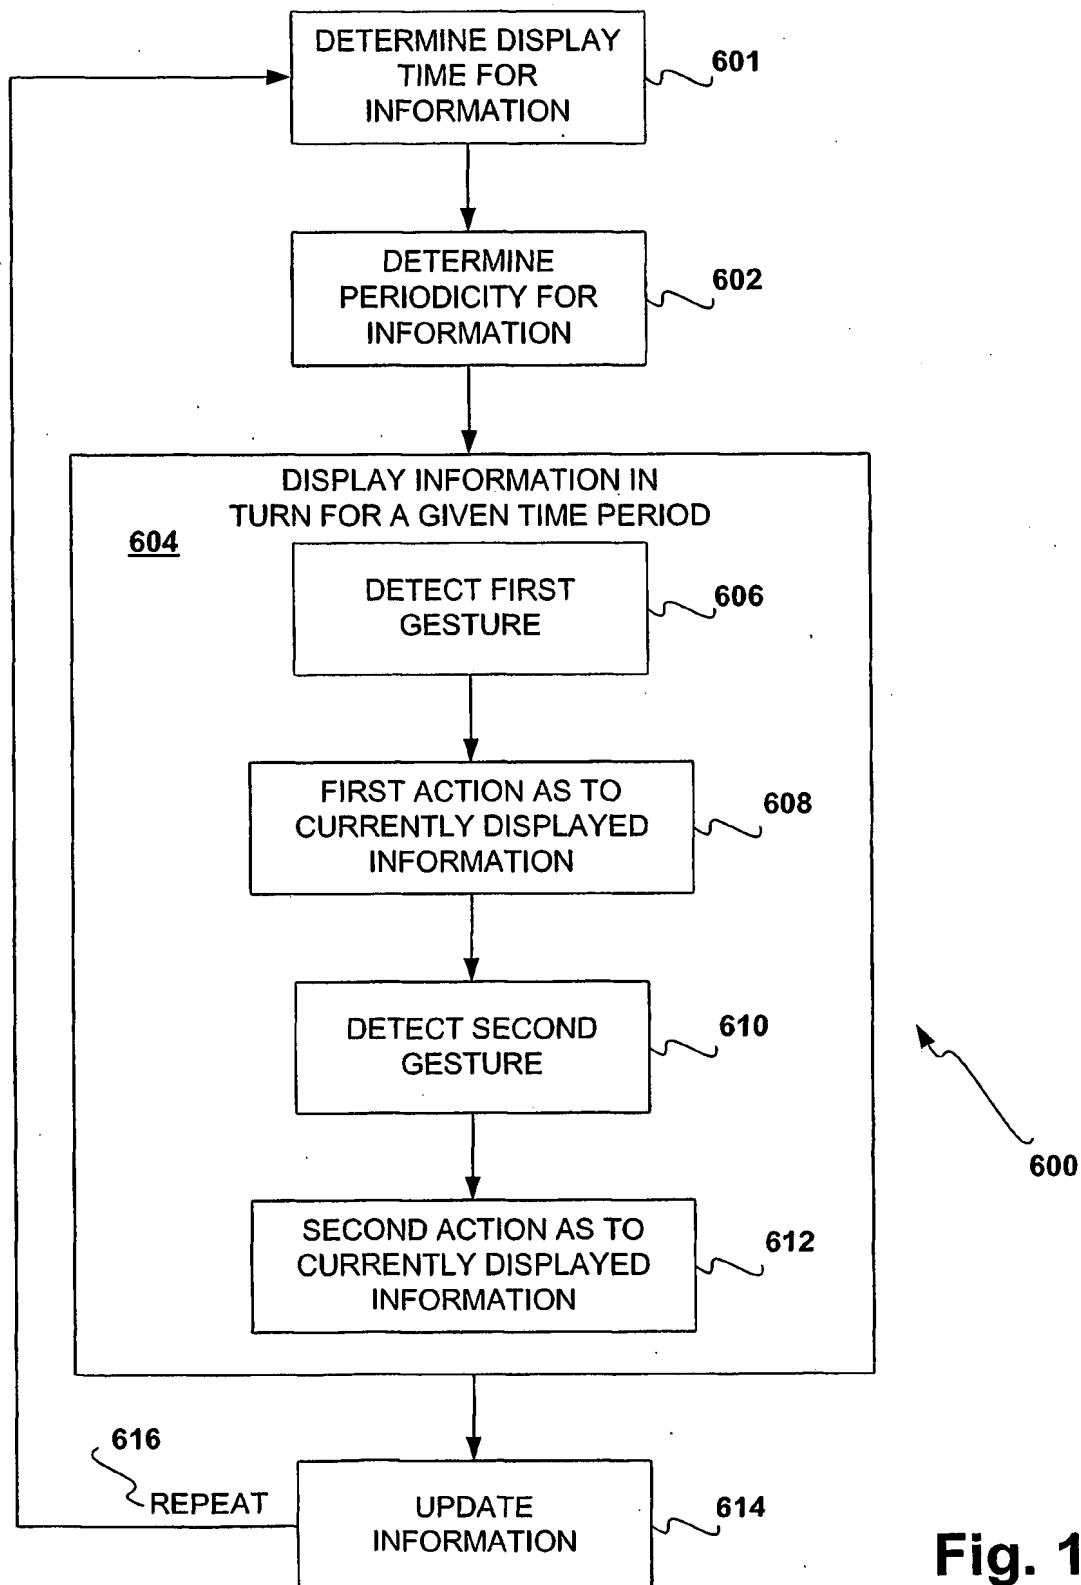 DETERMINE DISPLAY
TIME FOR
INFORMATION
601
DETERMINE
PERIODICITY FOR
INFORMATION
602
DISPLAY INFORMATION IN
TURN FOR A GIVEN TIME PERIOD
604
DETECT FIRST
GESTURE
606
FIRST ACTION AS TO
CURRENTLY DISPLAYED
INFORMATION
608
DETECT SECOND
GESTURE
610
600
SECOND ACTION AS TO
CURRENTLY DISPLAYED
INFORMATION
612
616
REPEAT
UPDATE
INFORMATION
614
Fig. 1